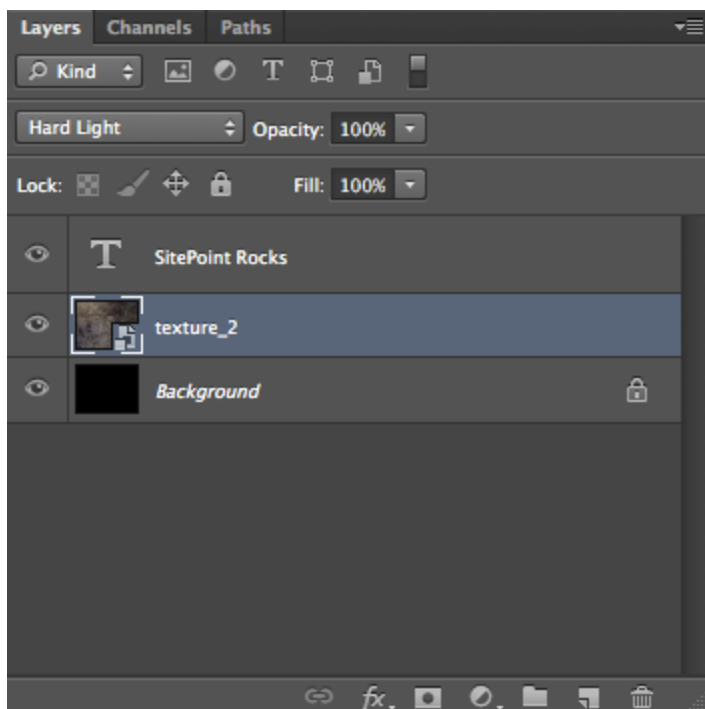 Layers Channels Paths
Kind T
Hard Light Opacity: 100%
Lock: Fill: 100%
T SitePoint Rocks
texture_2
Background
fx